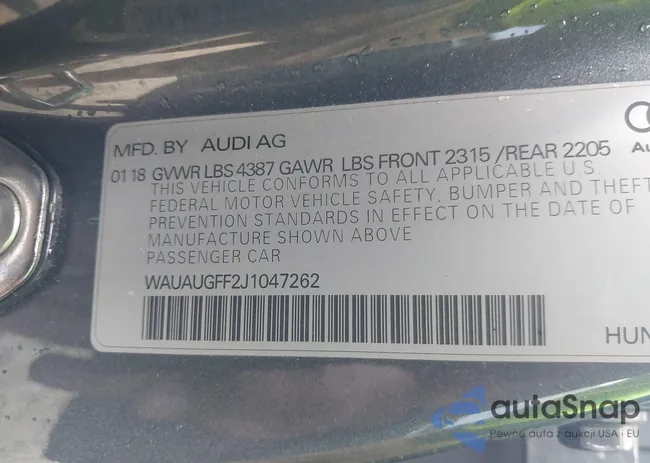 MFD. BY AUDI AG
01 18 GVWR LBS 4387 GAWR LBS FRONT 2315 /REAR 2205
THIS VEHICLE CONFORMS TO ALL APPLICABLE U.S.
FEDERAL MOTOR VEHICLE SAFETY, BUMPER AND THEFT
PREVENTION STANDARDS IN EFFECT ON THE DATE OF
MANUFACTURE SHOWN ABOVE
PASSENGER CAR
WAUAUGFF2J1047262
Au
HUN
autaSnap
Pewne auta z aukcji USA i EU